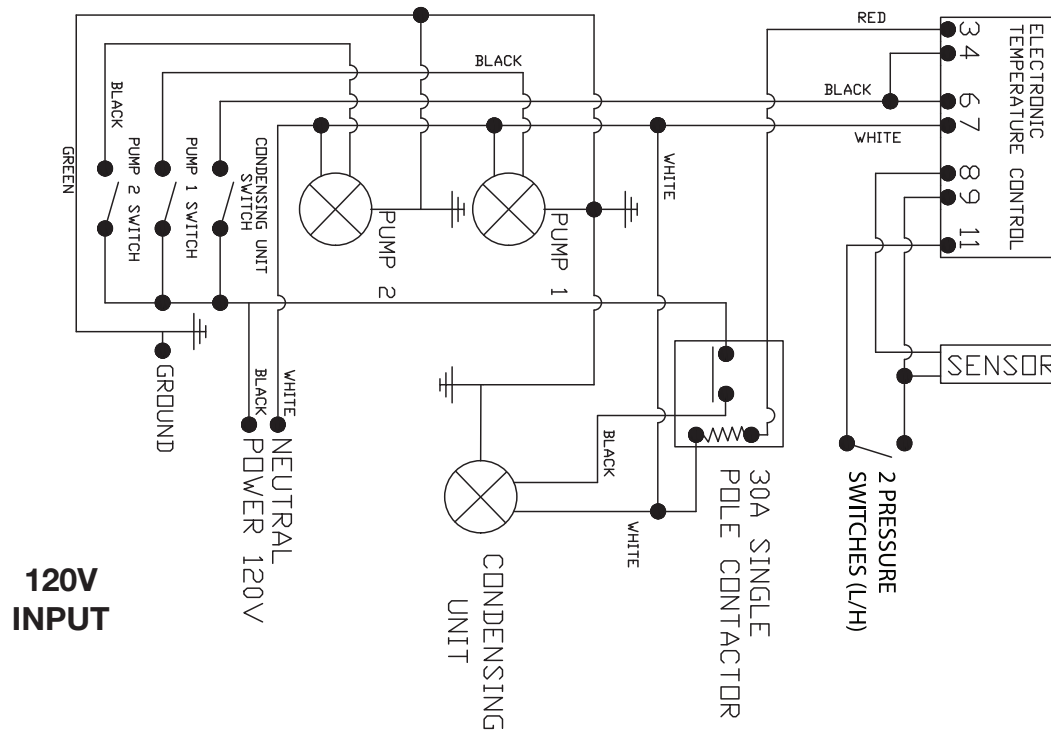 RED
3
4
6
7
8
9
11
ELECTRONIC
TEMPERATURE CONTROL
BLACK
BLACK
WHITE
BLACK
GREEN
PUMP 2 SWITCH
PUMP 1 SWITCH
CONDENSING UNIT
SWITCH
WHITE
PUMP 2
PUMP 1
SENSOR
GROUND
BLACK
WHITE
POWER 120V
NEUTRAL
BLACK
WHITE
CONDENSING
UNIT
30A SINGLE
POLE CONTACTOR
2 PRESSURE
SWITCHES (L/H)
120V
INPUT